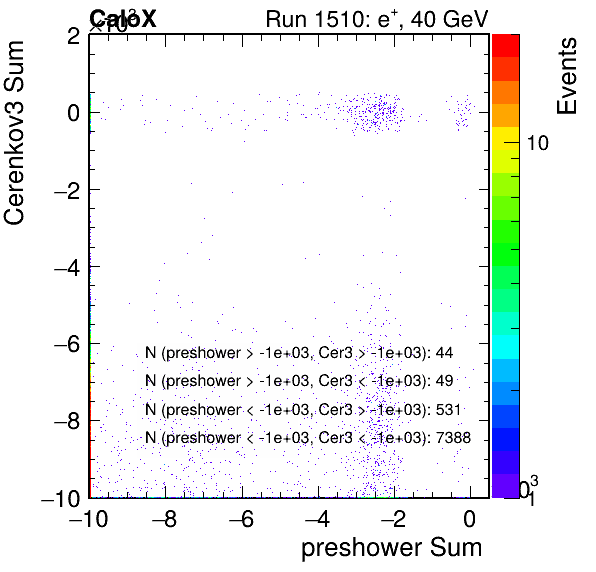 CaloX
×10³
Run 1510: e⁺, 40 GeV
Cerenkov3 Sum
Events
2
0
−2
−4
−6
−8
−10
N (preshower > -1e+03, Cer3 > -1e+03): 44
N (preshower > -1e+03, Cer3 < -1e+03): 49
N (preshower < -1e+03, Cer3 > -1e+03): 531
N (preshower < -1e+03, Cer3 < -1e+03): 7388
10
1
−10 −8 −6 −4 −2 0
preshower Sum